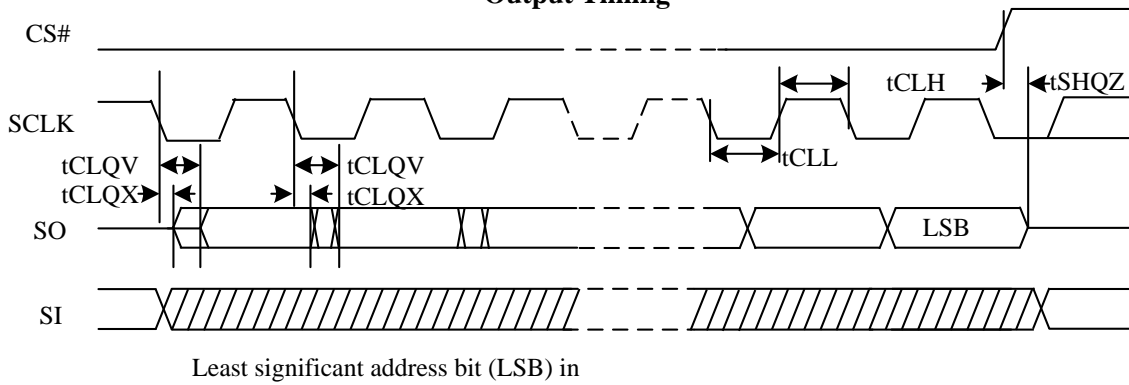 Output Timing
CS#
tCLH
tSHQZ
SCLK
tCLQV
tCLQV
tCLL
tCLQX
tCLQX
SO
LSB
SI
Least significant address bit (LSB) in